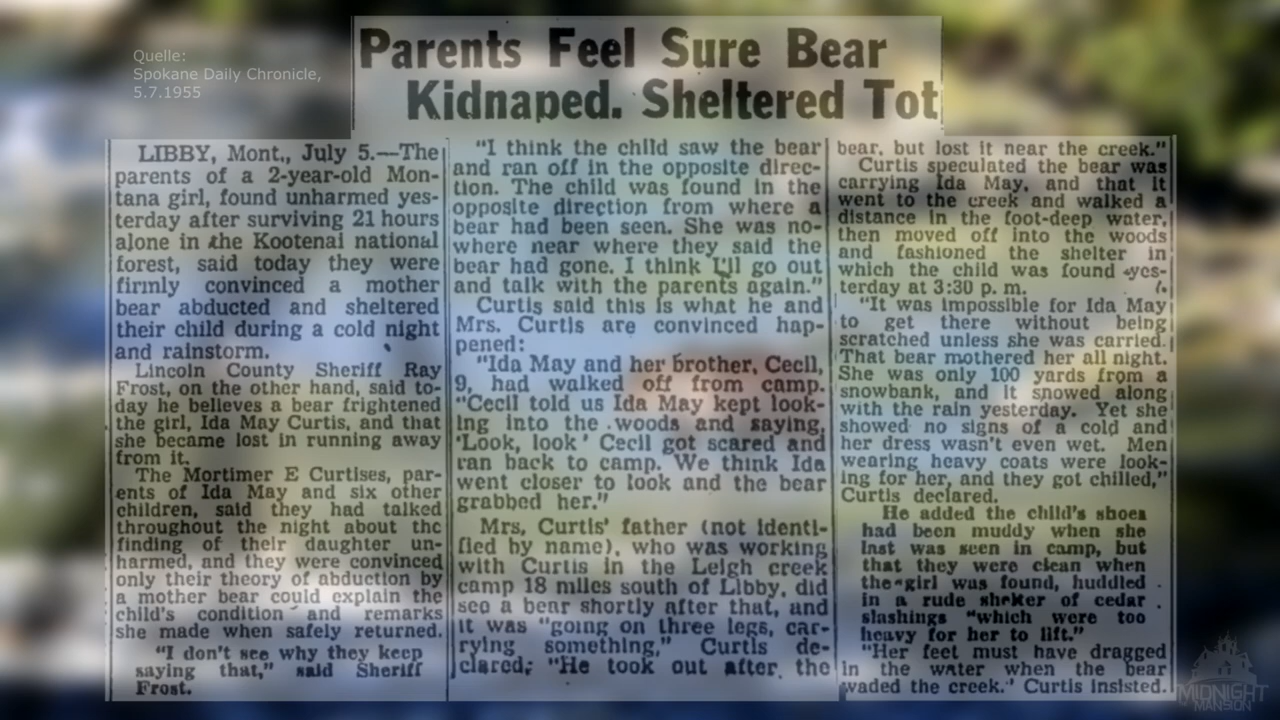 Quelle:
Spokane Daily Chronicle,
5.7.1955
Parents Feel Sure Bear
Kidnaped. Sheltered Tot
LIBBY, Mont., July 5.—The
parents of a 2-year-old Mon-
tana girl, found unharmed yes-
terday after surviving 21 hours
alone in the Kootenai national
forest, said today they were
firmly convinced a mother
bear abducted and sheltered
their child during a cold night
and rainstorm.
Lincoln County Sheriff Ray
Frost, on the other hand, said to-
day he believes a bear frightened
the girl, Ida May Curtis, and that
she became lost in running away
from it.
The Mortimer E Curtises, par-
ents of Ida May and six other
children, said they had talked
throughout the night about the
finding of their daughter un-
harmed, and they were convinced
only their theory of abduction by
a mother bear could explain the
child's condition and remarks
she made when safely returned.
"I don't see why they keep
saying that," said Sheriff
Frost.
"I think the child saw the bear
and ran off in the opposite direc-
tion. The child was found in the
opposite direction from where a
bear had been seen. She was no-
where near where they said the
bear had gone. I think I'll go out
and talk with the parents again."
Curtis said this is what he and
Mrs. Curtis are convinced hap-
pened:
"Ida May and her brother, Cecil,
9, had walked off from camp.
"Cecil told us Ida May kept look-
ing into the woods and saying,
'Look, look' Cecil got scared and
ran back to camp. We think Ida
went closer to look and the bear
grabbed her."
Mrs, Curtis' father (not identi-
fied by name), who was working
with Curtis in the Leigh creek
camp 18 miles south of Libby, did
see a bear shortly after that, and
it was "going on three legs, car-
rying something," Curtis de-
clared; "He took out after the
bear, but lost it near the creek."
Curtis speculated the bear was
carrying Ida May, and that it
went to the creek and walked a
distance in the foot-deep water,
then moved off into the woods
and fashioned the shelter in
which the child was found yes-
terday at 3:30 p. m.
"It was impossible for Ida May
to get there without being
scratched unless she was carried.
That bear mothered her all night.
She was only 100 yards from a
snowbank, and it snowed along
with the rain yesterday. Yet she
showed no signs of a cold and
her dress wasn't even wet. Men
wearing heavy coats were look-
ing for her, and they got chilled,"
Curtis declared.
He added the child's shoes
had been muddy when she
last was seen in camp, but
that they were clean when
the girl was found, huddled
in a rude shelter of cedar
slashings "which were too
heavy for her to lift."
"Her feet must have dragged
in the water when the bear
waded the creek.' Curtis insisted.
MIDNIGHT
MANSION